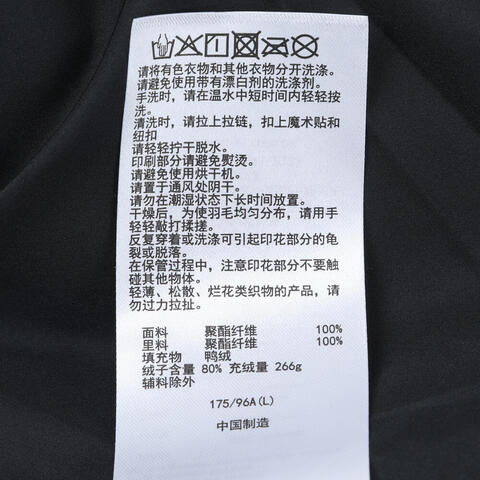 请将有色衣物和其他衣物分开洗涤。
请避免使用带有漂白剂的洗涤剂。
手洗时，请在温水中短时间内轻轻按
洗。
清洗时，请拉上拉链，扣上魔术贴和
纽扣
请轻轻拧干脱水。
印刷部分请避免熨烫。
请避免使用烘干机。
请置于通风处阴干。
请勿在潮湿状态下长时间放置。
干燥后，为使羽毛均匀分布，请用手
轻轻敲打揉搓。
反复穿着或洗涤可引起印花部分的龟
裂或脱落。
在保管过程中，注意印花部分不要触
碰其他物体。
轻薄、松散、烂花类织物的产品，请
勿过力拉扯。
面料 聚酯纤维 100%
里料 聚酯纤维 100%
填充物 鸭绒
绒子含量 80% 充绒量 266g
辅料除外
175/96A(L)
中国制造